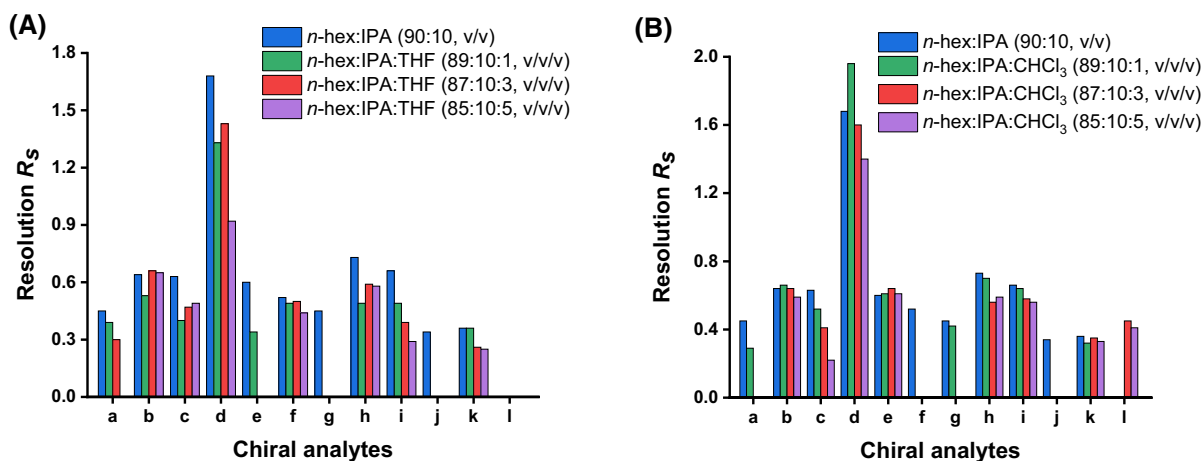 (A)
n-hex:IPA (90:10, v/v)
n-hex:IPA:THF (89:10:1, v/v/v)
n-hex:IPA:THF (87:10:3, v/v/v)
n-hex:IPA:THF (85:10:5, v/v/v)
1.8
1.5
1.2
0.9
0.6
0.3
0.0
Resolution Rs
a b c d e f g h i j k l
Chiral analytes
(B)
n-hex:IPA (90:10, v/v)
n-hex:IPA:CHCl3 (89:10:1, v/v/v)
n-hex:IPA:CHCl3 (87:10:3, v/v/v)
n-hex:IPA:CHCl3 (85:10:5, v/v/v)
2.0
1.6
1.2
0.8
0.4
0.0
Resolution Rs
a b c d e f g h i j k l
Chiral analytes